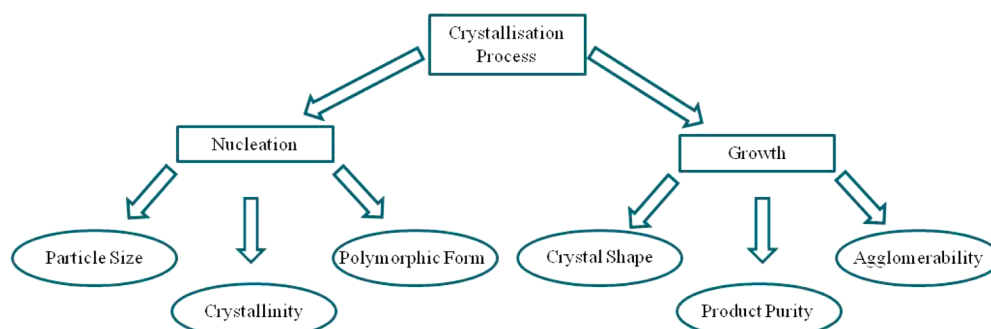 Crystallisation
Process
Nucleation
Growth
Particle Size
Polymorphic Form
Crystal Shape
Agglomerability
Crystallinity
Product Purity